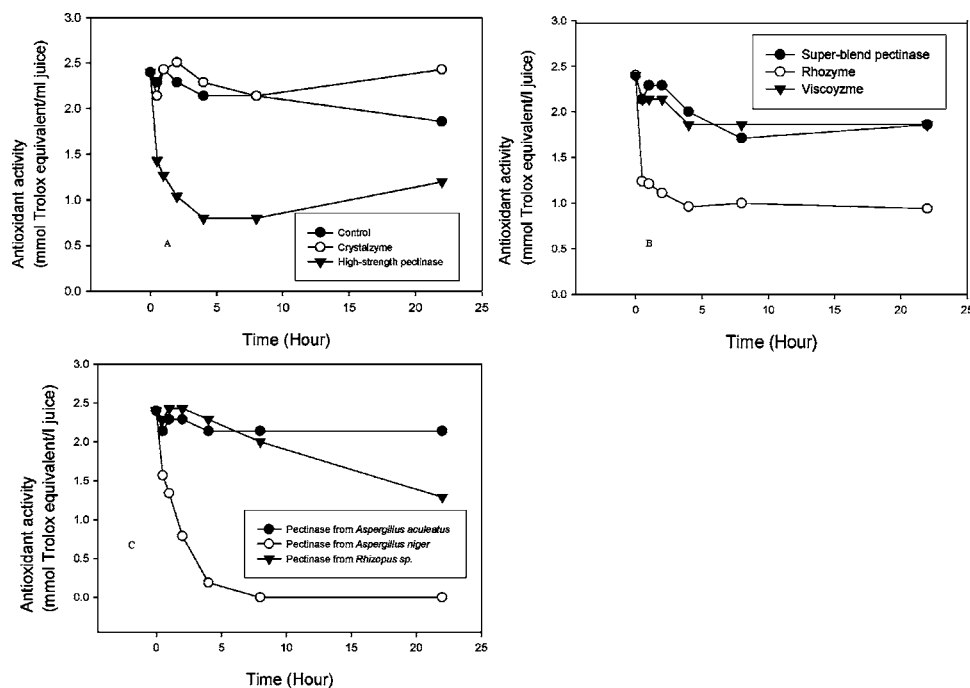 3.0
2.5
2.0
1.5
1.0
0.5
0.0
Antioxidant activity
(mmol Trolox equivalent/ml juice)
A
Control
Crystalzyme
High-strength pectinase
0 5 10 15 20 25
Time (Hour)
3.0
2.5
2.0
1.5
1.0
0.5
0.0
Antioxidant activity
(mmol Trolox equivalent/l juice)
Super-blend pectinase
Rhozyme
Viscoyzme
B
0 5 10 15 20 25
Time (Hour)
3.0
2.5
2.0
1.5
1.0
0.5
0.0
Antioxidant activity
(mmol Trolox equivalent/l juice)
C
Pectinase from Aspergillus aculeatus
Pectinase from Aspergillus niger
Pectinase from Rhizopus sp.
0 5 10 15 20 25
Time (Hour)